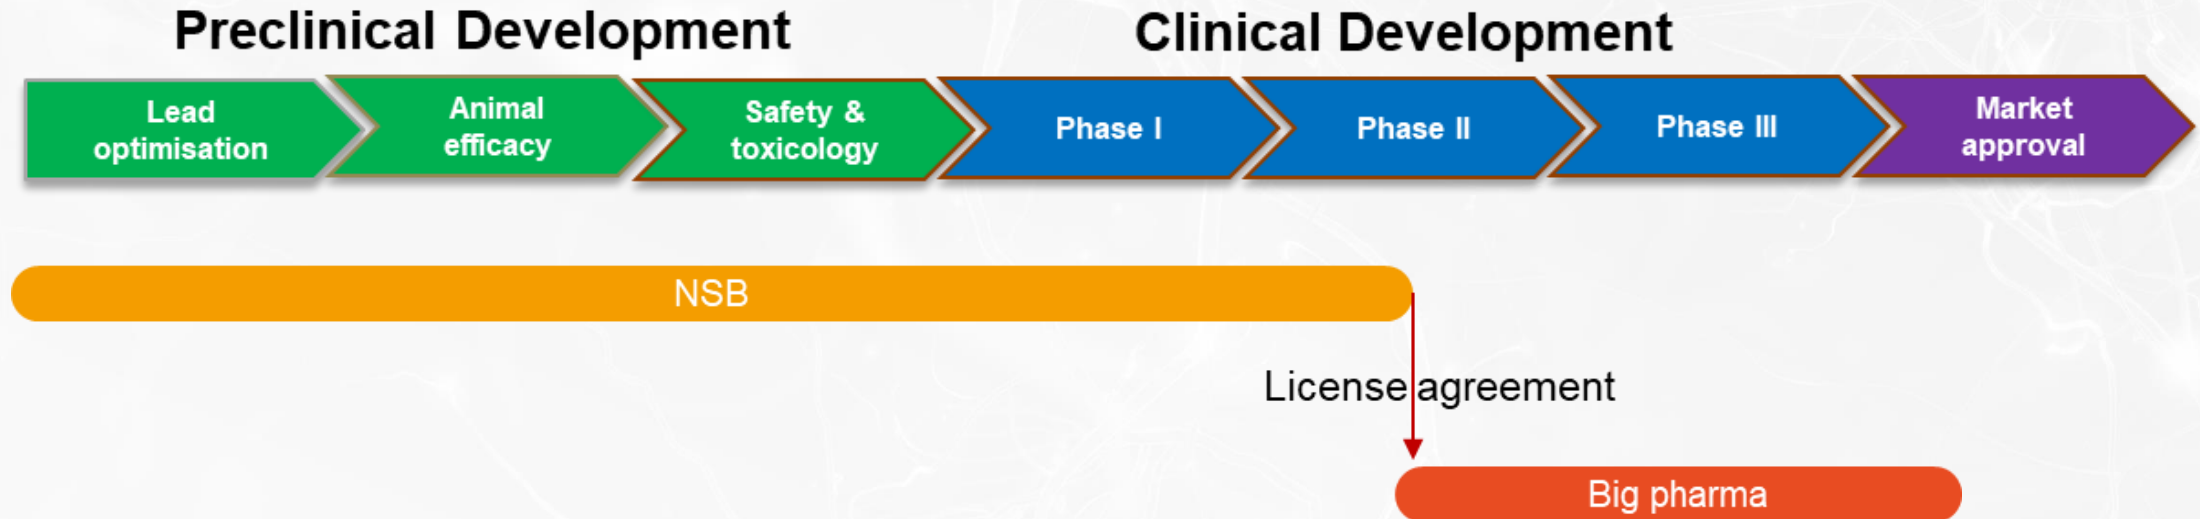 Preclinical Development
Clinical Development
Lead
optimisation
Animal
efficacy
Safety &
toxicology
Phase I
Phase II
Phase III
Market
approval
NSB
License agreement
Big pharma